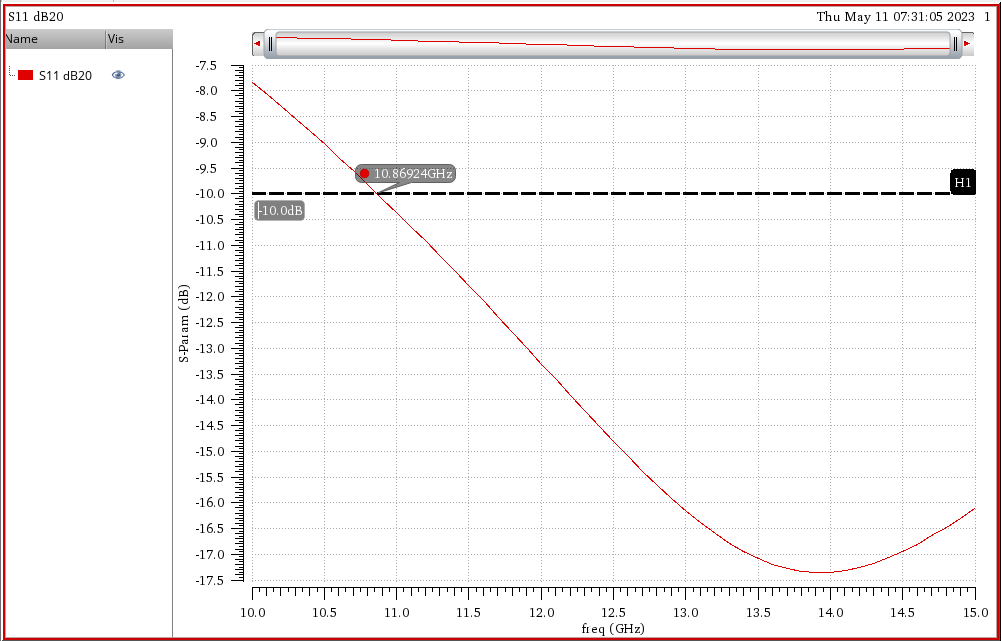 S11 dB20
Thu May 11 07:31:05 2023 1
Name Vis
S11 dB20
-7.5
-8.0
-8.5
-9.0
-9.5
-10.0
-10.5
-11.0
-11.5
-12.0
-12.5
-13.0
-13.5
-14.0
-14.5
-15.0
-15.5
-16.0
-16.5
-17.0
-17.5
S-Param (dB)
10.86924GHz
H1
-10.0dB
10.0 10.5 11.0 11.5 12.0 12.5 13.0 13.5 14.0 14.5 15.0
freq (GHz)